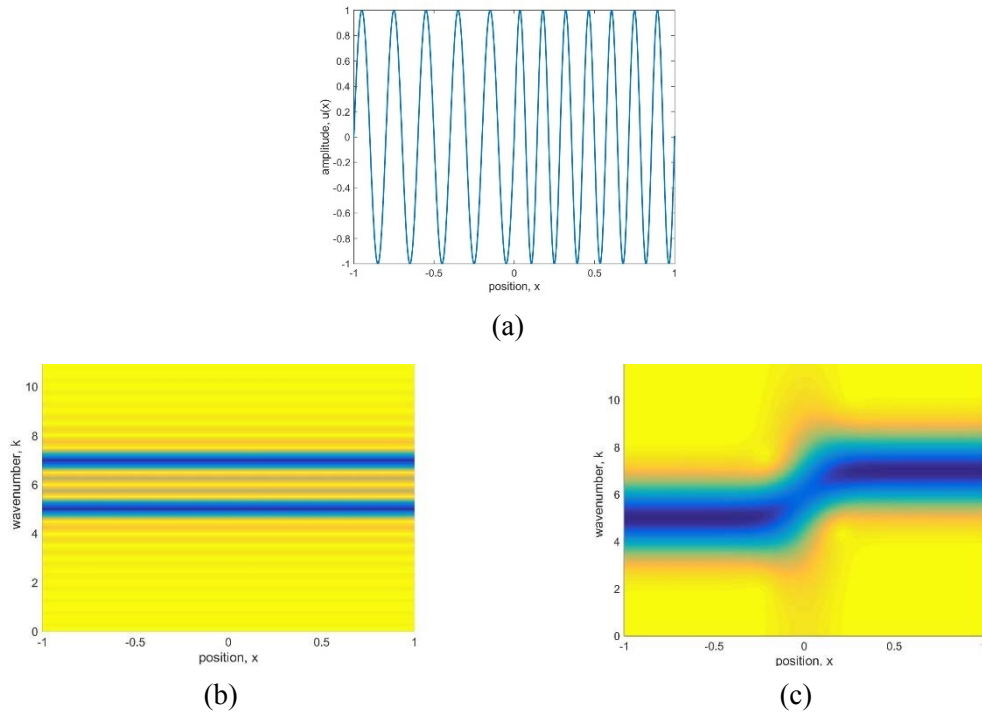 1
0.8
0.6
0.4
0.2
0
-0.2
-0.4
-0.6
-0.8
-1
amplitude, u(x)
-1 -0.5 0 0.5 1
position, x
(a)
10
8
6
4
2
0
wavenumber, k
-1 -0.5 0 0.5 1
position, x
(b)
10
8
6
4
2
0
wavenumber, k
-1 -0.5 0 0.5 1
position, x
(c)